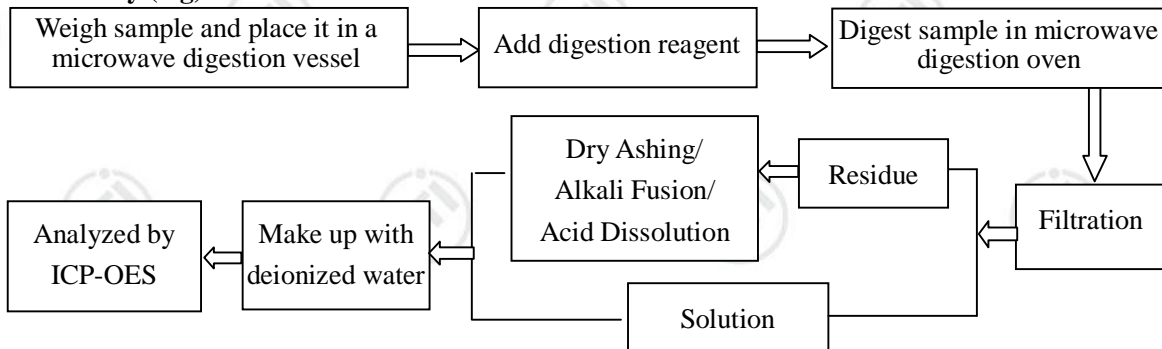 Weigh sample and place it in a
microwave digestion vessel
Add digestion reagent
Digest sample in microwave
digestion oven
Filtration
Residue
Solution
Dry Ashing/
Alkali Fusion/
Acid Dissolution
Make up with
deionized water
Analyzed by
ICP-OES